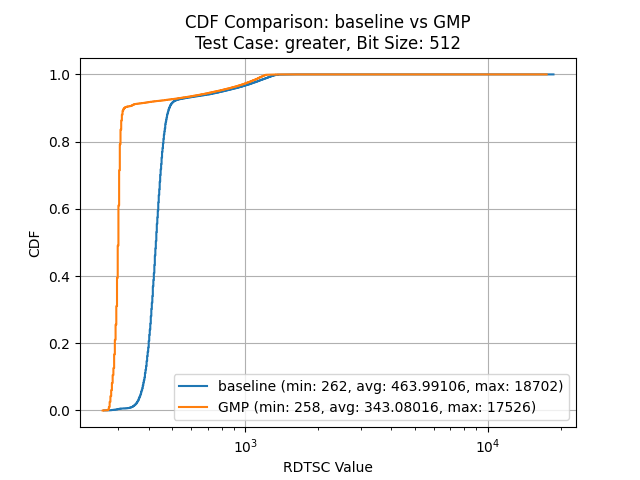 CDF Comparison: baseline vs GMP
Test Case: greater, Bit Size: 512
1.0
0.8
0.6
0.4
0.2
0.0
CDF
baseline (min: 262, avg: 463.99106, max: 18702)
GMP (min: 258, avg: 343.08016, max: 17526)
10³
10⁴
RDTSC Value